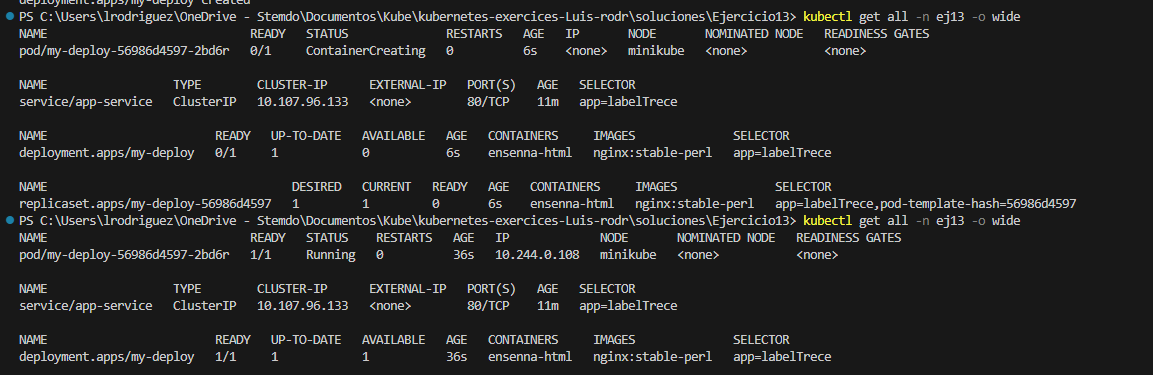 deployment.apps/my-deploy created
PS C:\Users\lrodriguez\OneDrive - Stemdo\Documentos\Kube\kubernetes-exercices-Luis-rodr\soluciones\Ejercicio13> kubectl get all -n ej13 -o wide
NAME READY STATUS RESTARTS AGE IP NODE NOMINATED NODE READINESS GATES
pod/my-deploy-56986d4597-2bd6r 0/1 ContainerCreating 0 6s <none> minikube <none> <none>
NAME TYPE CLUSTER-IP EXTERNAL-IP PORT(S) AGE SELECTOR
service/app-service ClusterIP 10.107.96.133 <none> 80/TCP 11m app=labelTrece
NAME READY UP-TO-DATE AVAILABLE AGE CONTAINERS IMAGES SELECTOR
deployment.apps/my-deploy 0/1 1 0 6s ensenna-html nginx:stable-perl app=labelTrece
NAME DESIRED CURRENT READY AGE CONTAINERS IMAGES SELECTOR
replicaset.apps/my-deploy-56986d4597 1 1 0 6s ensenna-html nginx:stable-perl app=labelTrece,pod-template-hash=56986d4597
PS C:\Users\lrodriguez\OneDrive - Stemdo\Documentos\Kube\kubernetes-exercices-Luis-rodr\soluciones\Ejercicio13> kubectl get all -n ej13 -o wide
NAME READY STATUS RESTARTS AGE IP NODE NOMINATED NODE READINESS GATES
pod/my-deploy-56986d4597-2bd6r 1/1 Running 0 36s 10.244.0.108 minikube <none> <none>
NAME TYPE CLUSTER-IP EXTERNAL-IP PORT(S) AGE SELECTOR
service/app-service ClusterIP 10.107.96.133 <none> 80/TCP 11m app=labelTrece
NAME READY UP-TO-DATE AVAILABLE AGE CONTAINERS IMAGES SELECTOR
deployment.apps/my-deploy 1/1 1 1 36s ensenna-html nginx:stable-perl app=labelTrece